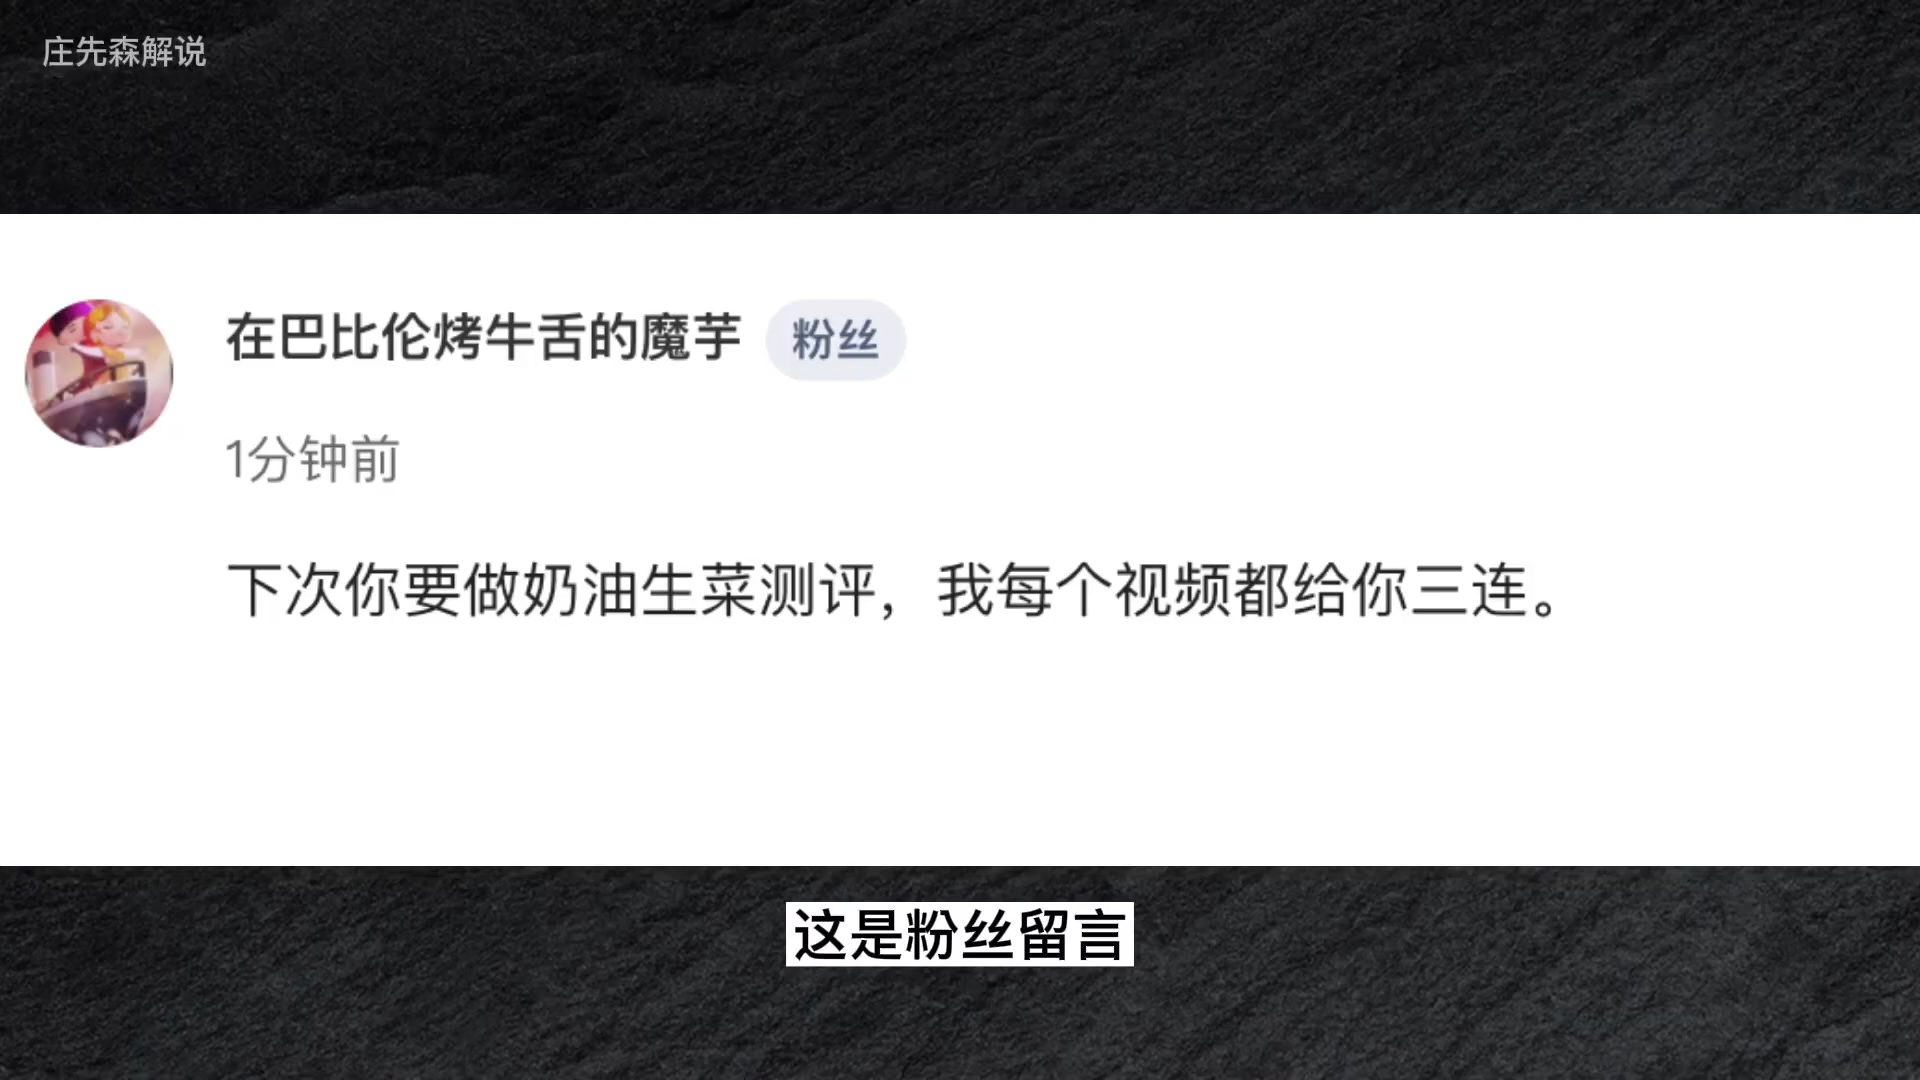 庄先森解说
在巴比伦烤牛舌的魔芋 粉丝
1分钟前
下次你要做奶油生菜测评，我每个视频都给你三连。
这是粉丝留言